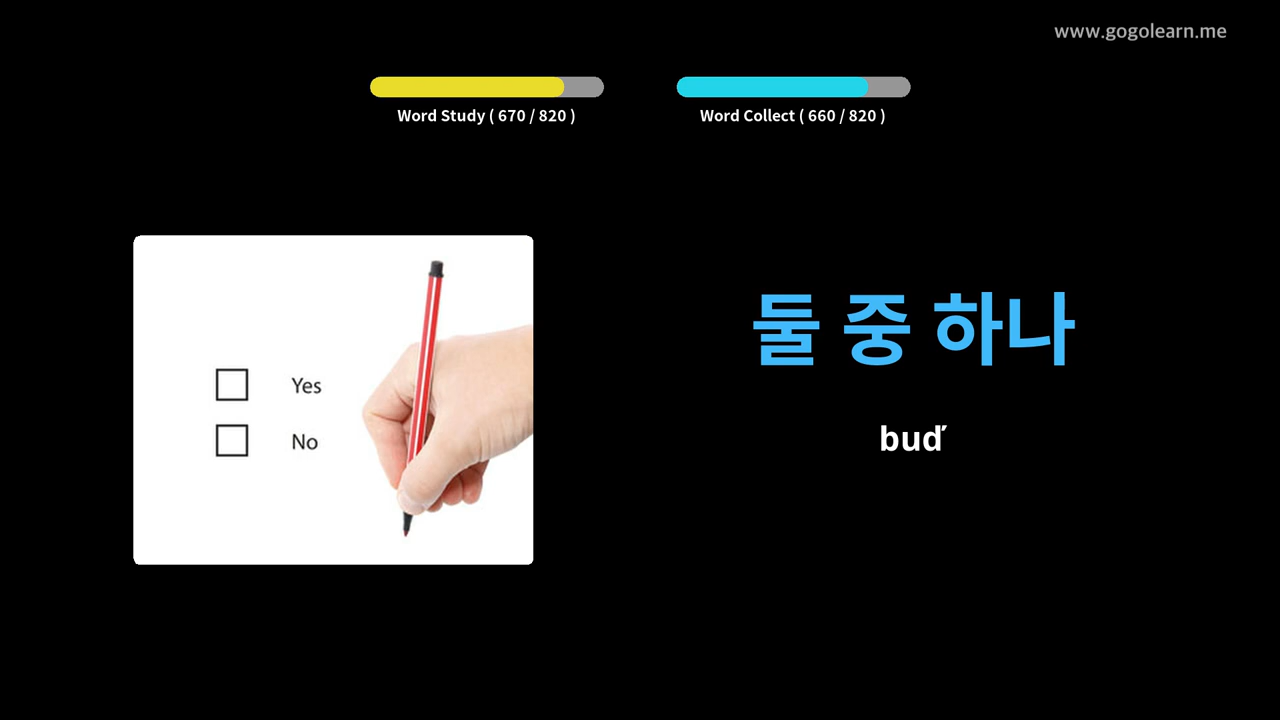 www.gogolearn.me
Word Study ( 670 / 820 )
Word Collect ( 660 / 820 )
Yes
No
둘 중 하나
buď